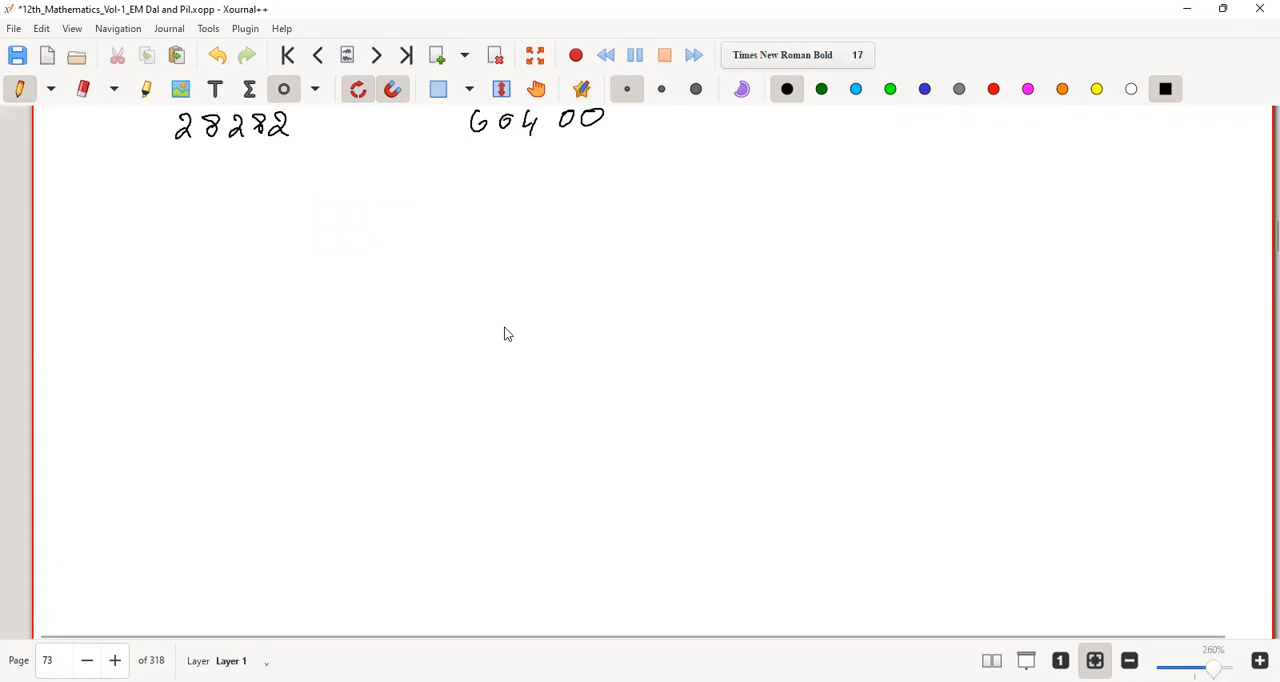 *12th_Mathematics_Vol-1_EM Dal and Pil.xopp - Xournal++
File Edit View Navigation Journal Tools Plugin Help
Times New Roman Bold 17
28282 60400
Page 73 of 318 Layer Layer 1 260%